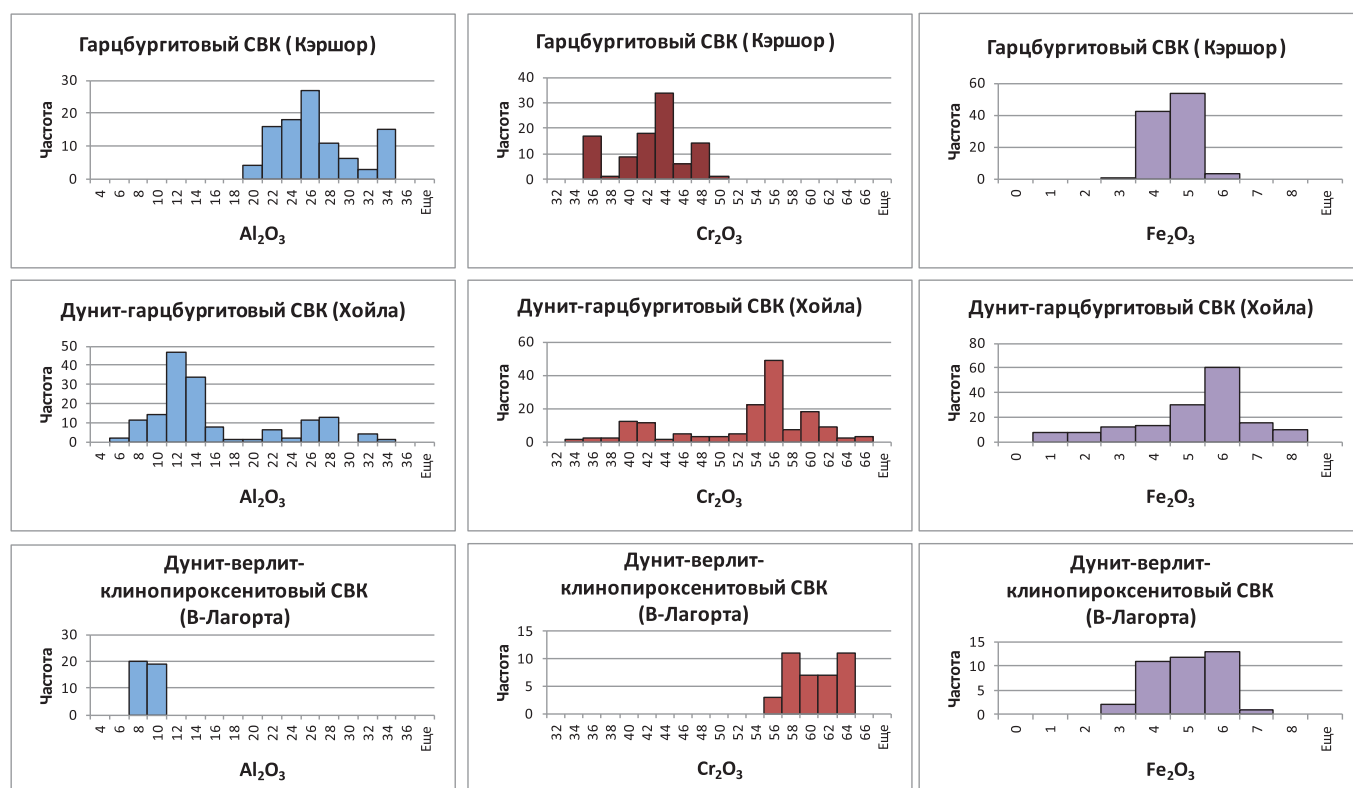 Гарцбургитовый СВК ( Кэршор )
Частота
30
20
10
0
4 6 8 10 12 14 16 18 20 22 24 26 28 30 32 34 36 Еще
Al₂O₃
Гарцбургитовый СВК ( Кэршор )
Частота
40
30
20
10
0
32 34 36 38 40 42 44 46 48 50 52 54 56 58 60 62 64 66 Еще
Cr₂O₃
Гарцбургитовый СВК ( Кэршор)
Частота
60
40
20
0
0 1 2 3 4 5 6 7 8 Еще
Fe₂O₃
Дунит-гарцбургитовый СВК (Хойла)
Частота
50
40
30
20
10
0
4 6 8 10 12 14 16 18 20 22 24 26 28 30 32 34 36 Еще
Al₂O₃
Дунит-гарцбургитовый СВК (Хойла)
Частота
60
40
20
0
32 34 36 38 40 42 44 46 48 50 52 54 56 58 60 62 64 66 Еще
Cr₂O₃
Дунит-гарцбургитовый СВК (Хойла)
Частота
80
60
40
20
0
0 1 2 3 4 5 6 7 8 Еще
Fe₂O₃
Дунит-верлит-
клинопироксенитовый СВК
(В-Лагорта)
Частота
30
20
10
0
4 6 8 10 12 14 16 18 20 22 24 26 28 30 32 34 36 Еще
Al₂O₃
Дунит-верлит-
клинопироксенитовый СВК
(В-Лагорта)
Частота
15
10
5
0
32 34 36 38 40 42 44 46 48 50 52 54 56 58 60 62 64 66 Еще
Cr₂O₃
Дунит-верлит-
клинопироксенитовый СВК
(В-Лагорта)
Частота
15
10
5
0
0 1 2 3 4 5 6 7 8 Еще
Fe₂O₃